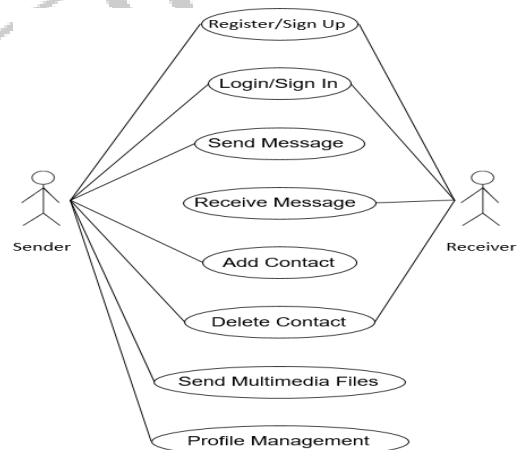 Register/Sign Up
Login/Sign In
Send Message
Receive Message
Sender
Receiver
Add Contact
Delete Contact
Send Multimedia Files
Profile Management